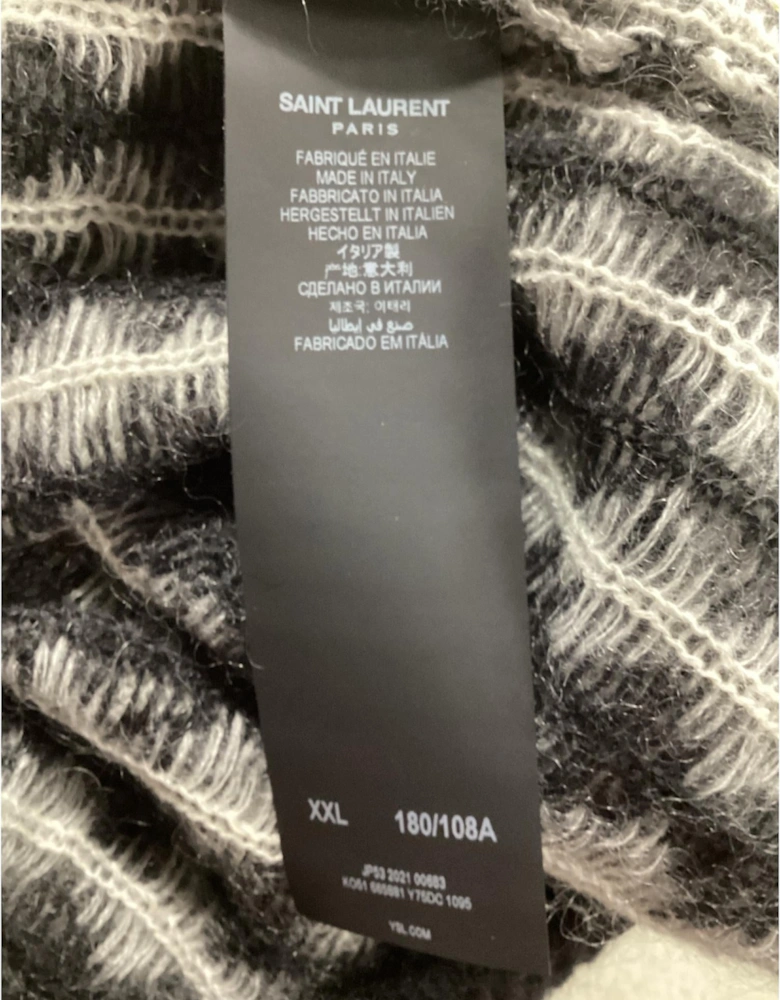 SAINT LAURENT
PARIS
FABRIQUÉ EN ITALIE
MADE IN ITALY
FABBRICATO IN ITALIA
HERGESTELLT IN ITALIEN
HECHO EN ITALIA
イタリア製
产地:意大利
СДЕЛАНО В ИТАЛИИ
제조국: 이태리
صنع في إيطاليا
FABRICADO EM ITÁLIA
XXL 180/108A
JP53 2021 00683
Y75DC 1095
YSL.COM